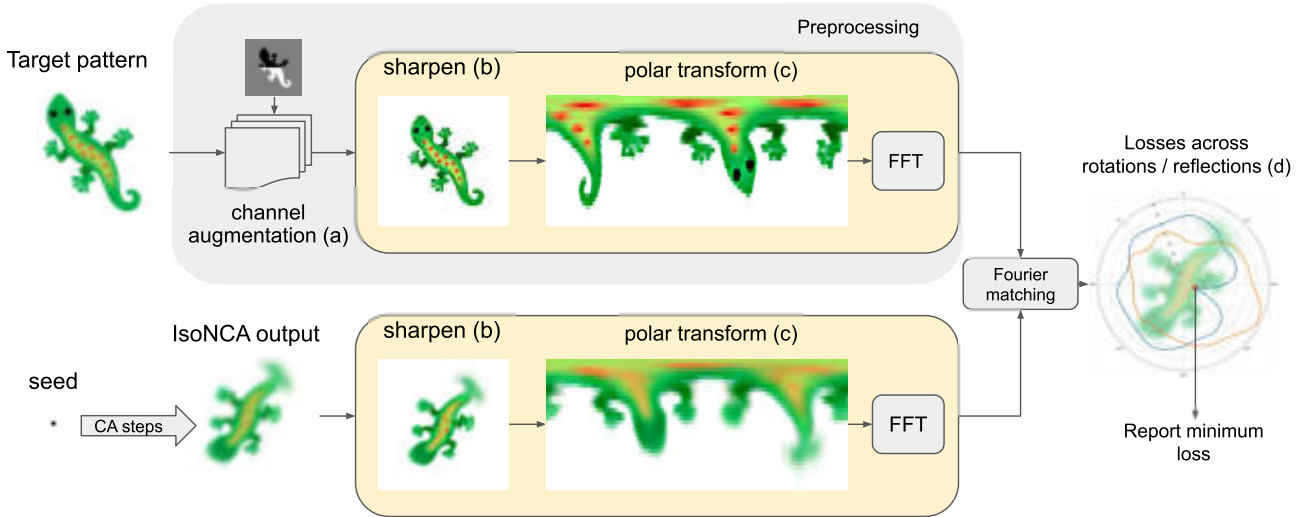 Preprocessing
Target pattern
sharpen (b)
polar transform (c)
FFT
channel
augmentation (a)
Losses across
rotations / reflections (d)
Fourier
matching
IsoNCA output
sharpen (b)
polar transform (c)
seed
CA steps
FFT
Report minimum
loss